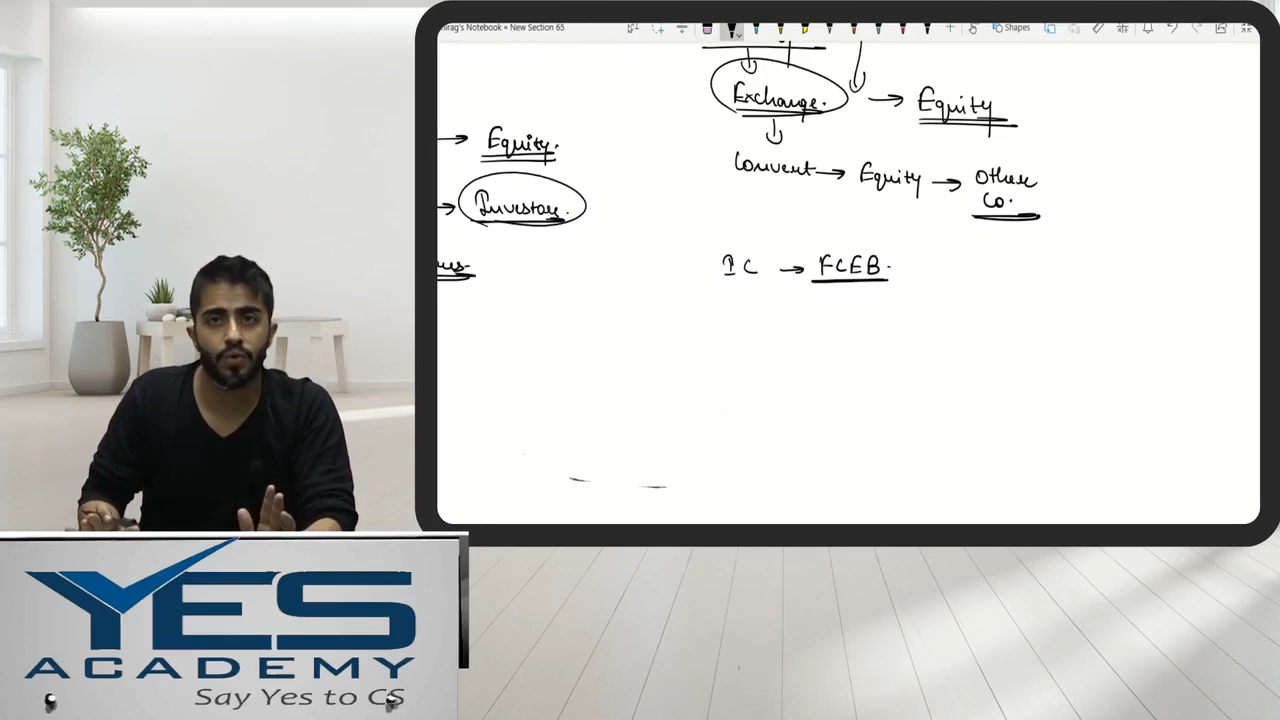 irag's Notebook > New Section 65
Shapes
Exchange. → Equity
→ Equity.
Convert → Equity → Other
Co.
→ Investor.
IC → FCEB.
YES
ACADEMY
Say Yes to CS